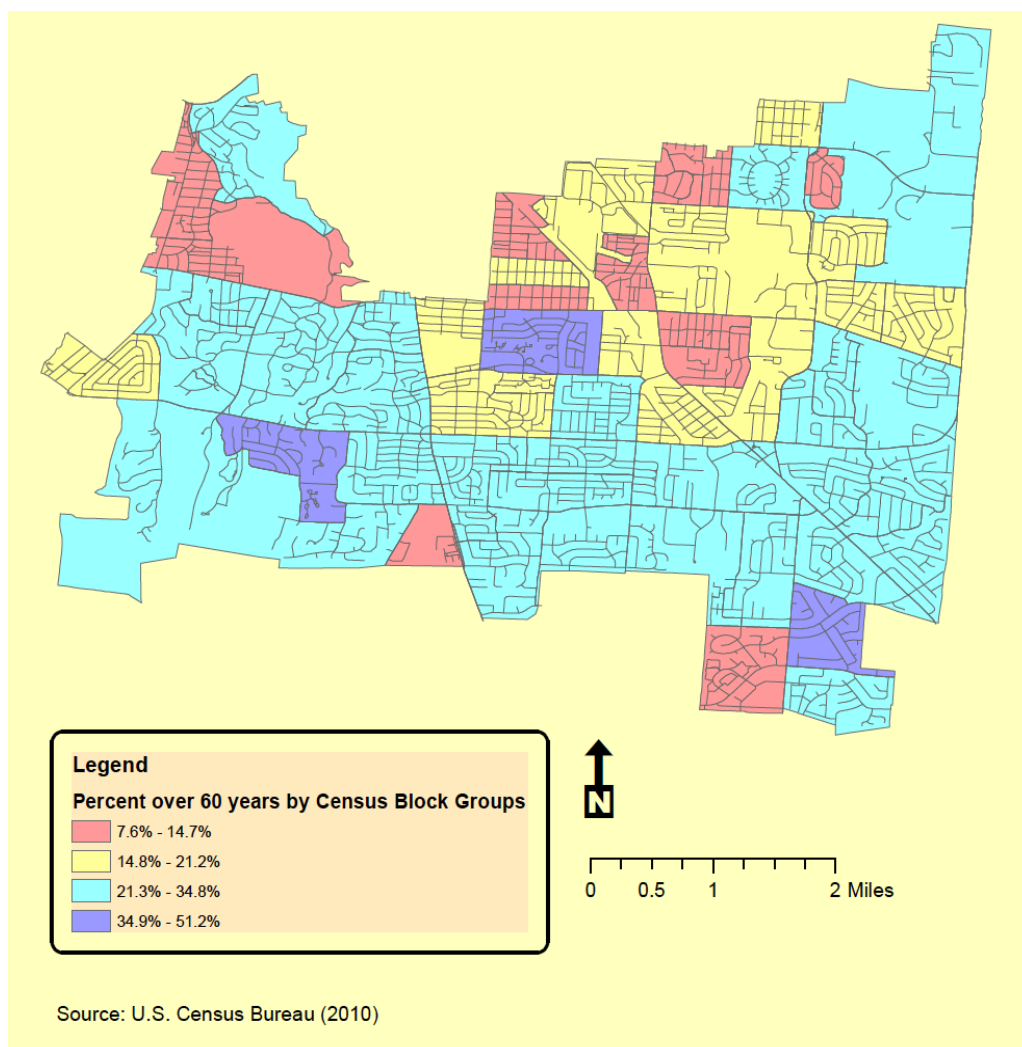 Legend
Percent over 60 years by Census Block Groups
7.6% - 14.7%
14.8% - 21.2%
21.3% - 34.8%
34.9% - 51.2%
N
0 0.5 1 2 Miles
Source: U.S. Census Bureau (2010)